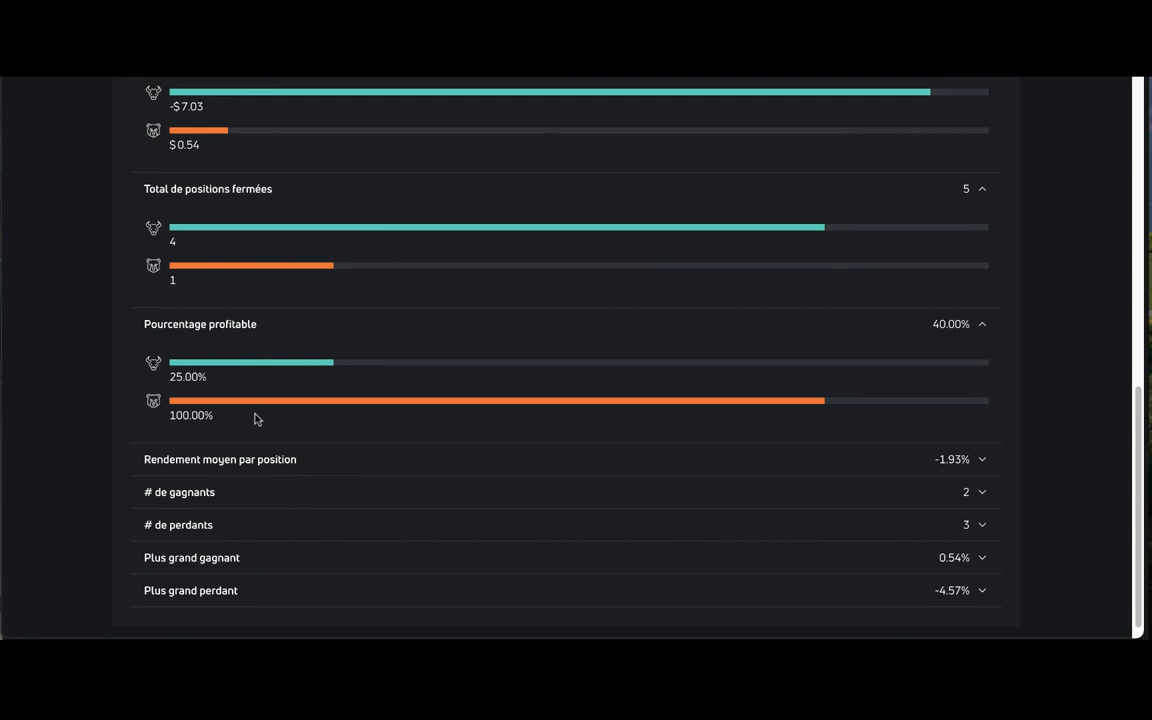 -$ 7.03
$ 0.54
Total de positions fermées 5
4
1
Pourcentage profitable 40.00%
25.00%
100.00%
Rendement moyen par position -1.93%
# de gagnants 2
# de perdants 3
Plus grand gagnant 0.54%
Plus grand perdant -4.57%